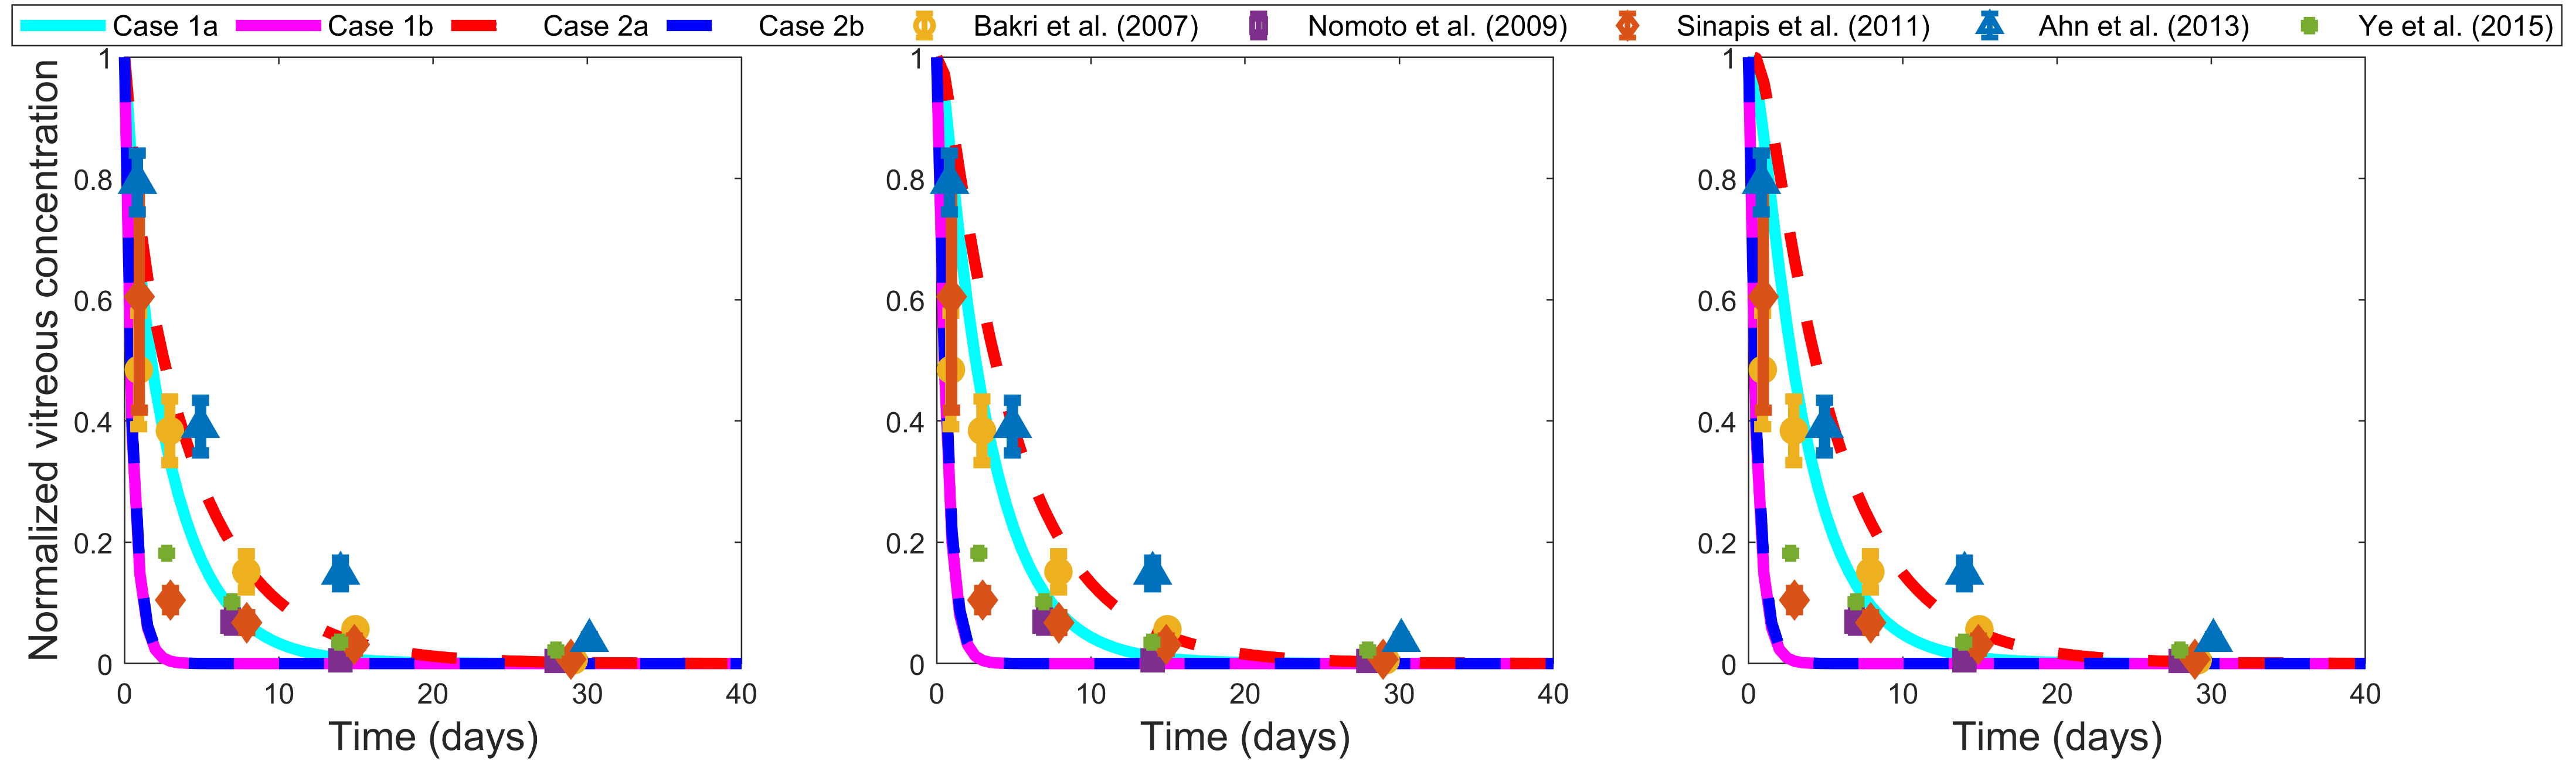 Case 1a Case 1b Case 2a Case 2b Bakri et al. (2007) Nomoto et al. (2009) Sinapis et al. (2011) Ahn et al. (2013) Ye et al. (2015)
Normalized vitreous concentration
1
0.8
0.6
0.4
0.2
0
0 10 20 30 40
Time (days)
1
0.8
0.6
0.4
0.2
0
0 10 20 30 40
Time (days)
1
0.8
0.6
0.4
0.2
0
0 10 20 30 40
Time (days)